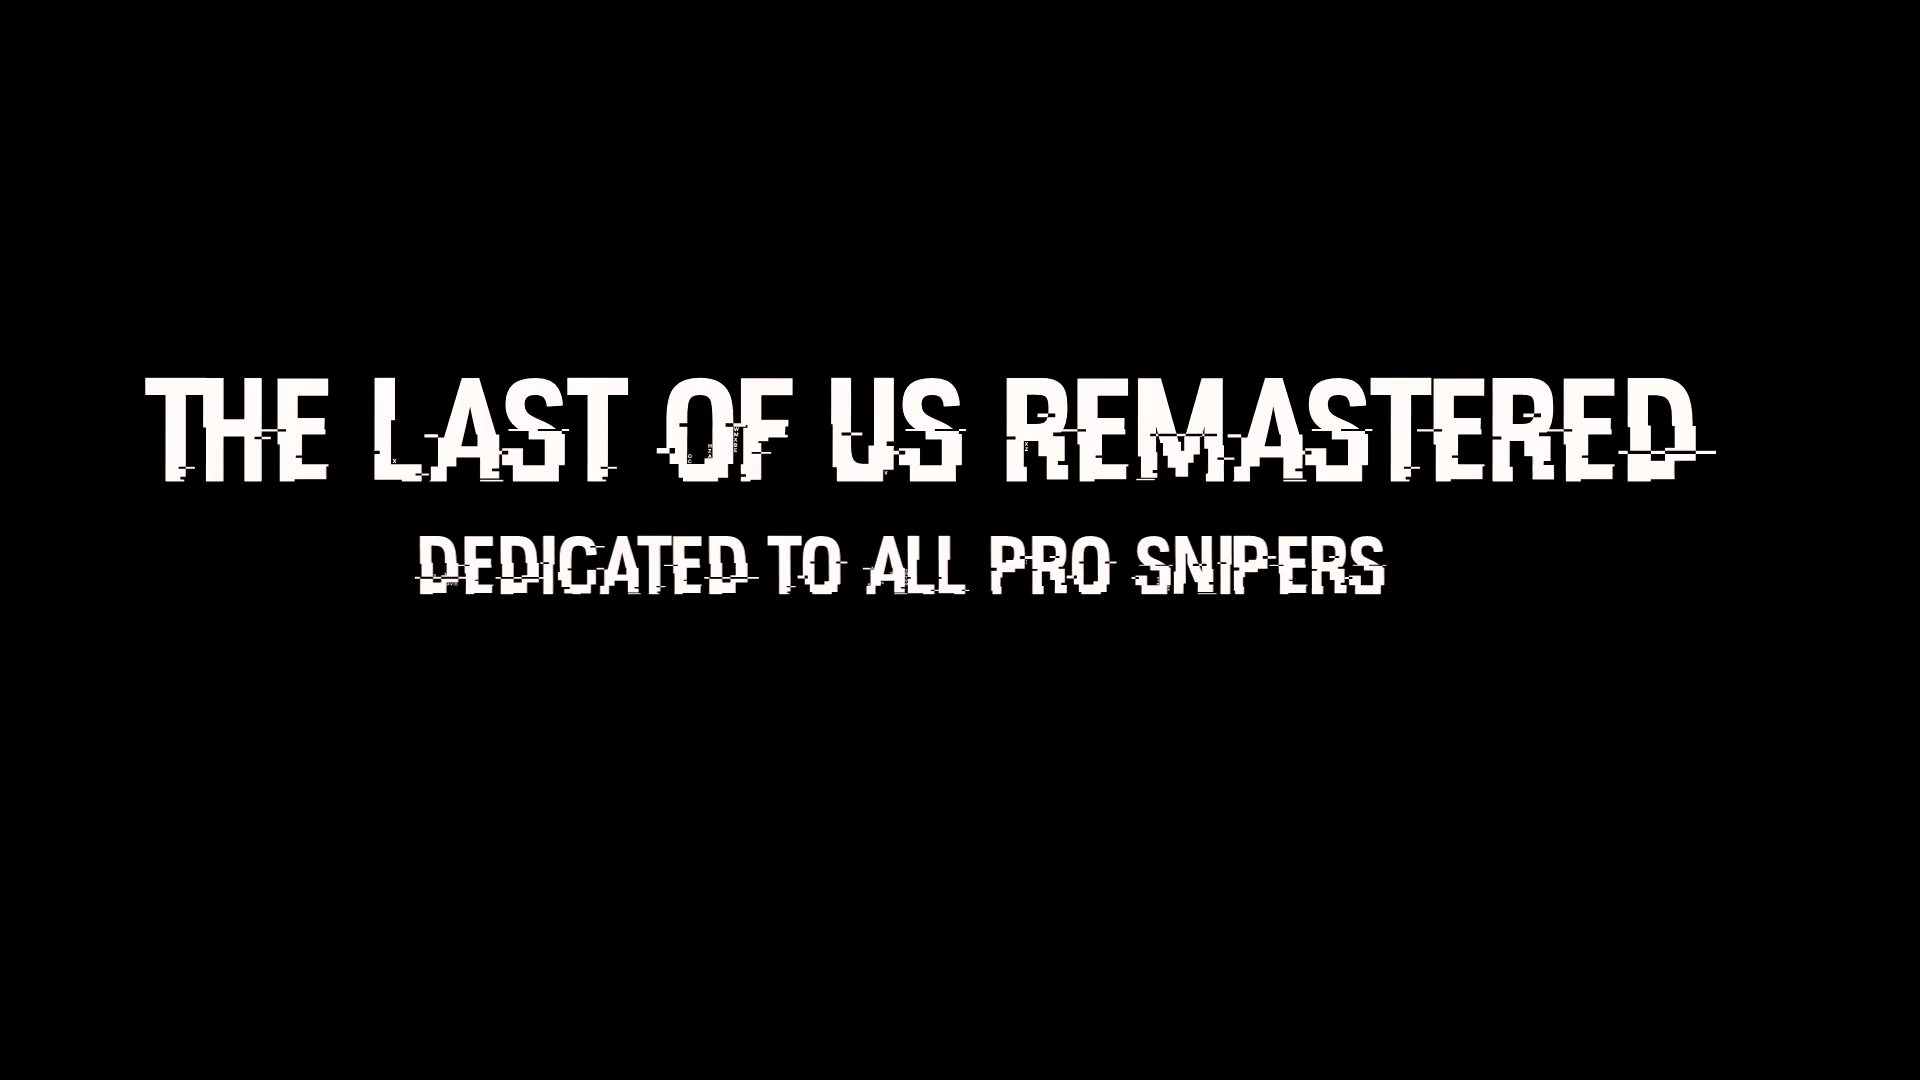 THE LAST OF US REMASTERED
DEDICATED TO ALL PRO SNIPERS